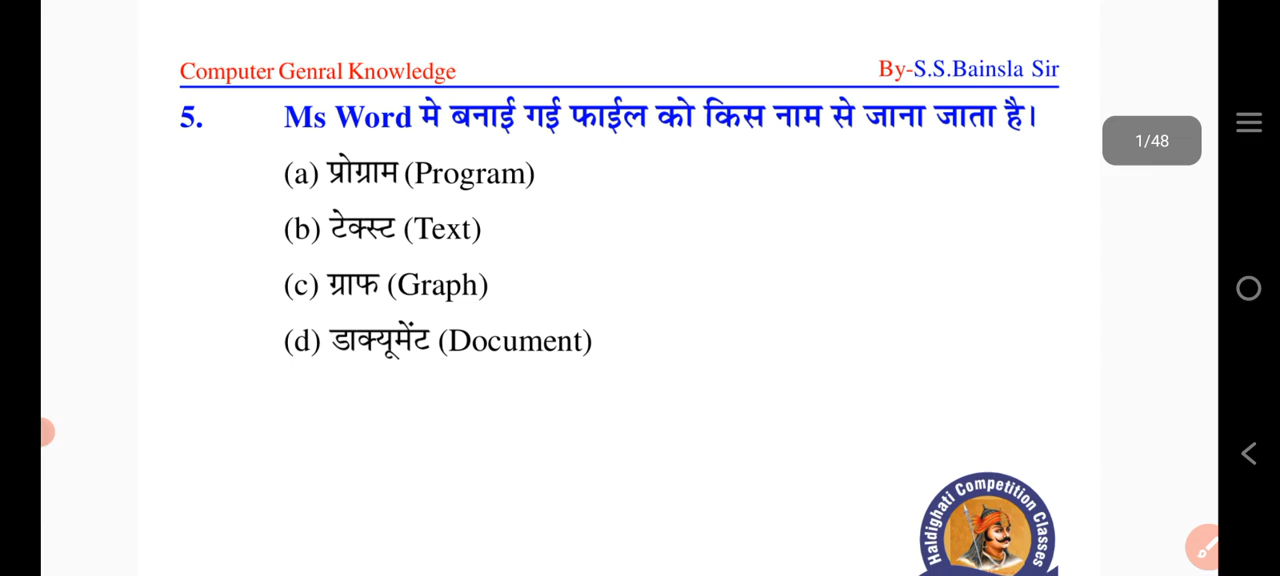 Computer Genral Knowledge
By-S.S.Bainsla Sir
5. Ms Word मे बनाई गई फाईल को किस नाम से जाना जाता है।
1/48
(a) प्रोग्राम (Program)
(b) टेक्स्ट (Text)
(c) ग्राफ (Graph)
(d) डाक्यूमेंट (Document)
Haldighati Competition Classes